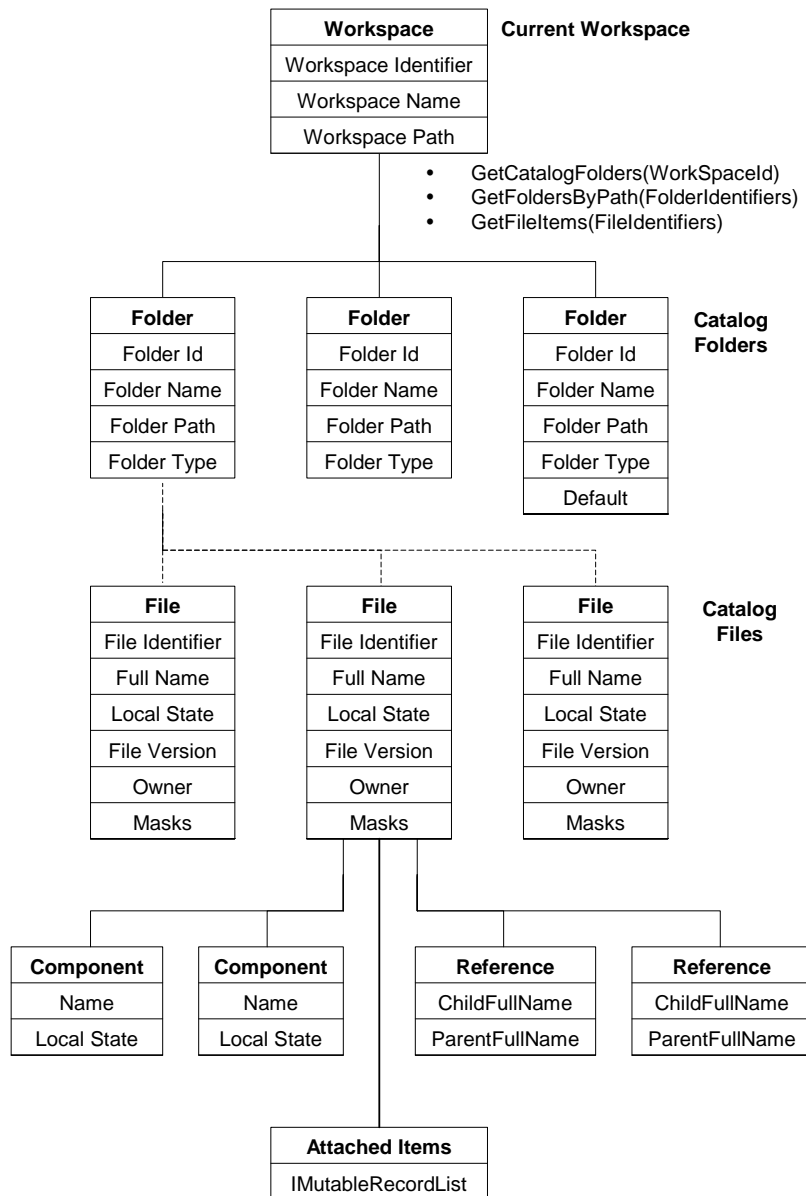 Workspace
Current Workspace
Workspace Identifier
Workspace Name
Workspace Path
• GetCatalogFolders(WorkSpaceId)
• GetFoldersByPath(FolderIdentifiers)
• GetFileItems(FileIdentifiers)
Folder
Folder Id
Folder Name
Folder Path
Folder Type
Folder
Folder Id
Folder Name
Folder Path
Folder Type
Folder
Folder Id
Folder Name
Folder Path
Folder Type
Default
Catalog
Folders
File
File Identifier
Full Name
Local State
File Version
Owner
Masks
File
File Identifier
Full Name
Local State
File Version
Owner
Masks
File
File Identifier
Full Name
Local State
File Version
Owner
Masks
Catalog
Files
Component
Name
Local State
Component
Name
Local State
Reference
ChildFullName
ParentFullName
Reference
ChildFullName
ParentFullName
Attached Items
IMutableRecordList